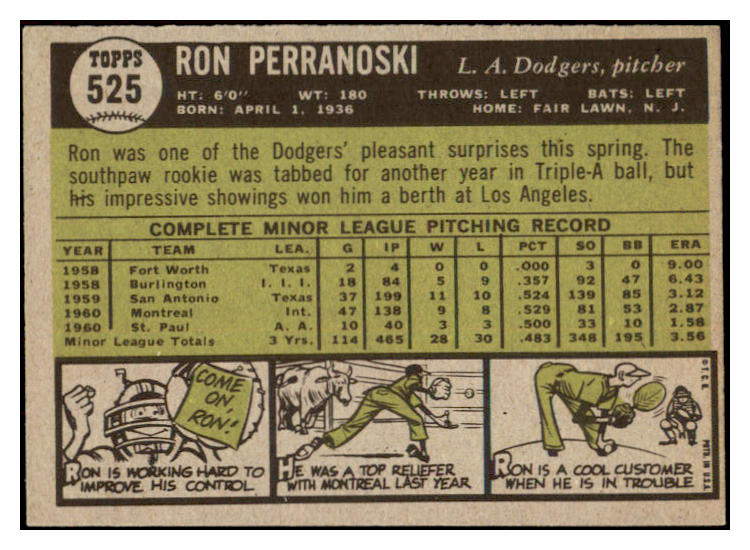 TOPPS
525
RON PERRANOSKI
L. A. Dodgers, pitcher
HT: 6'0" WT: 180 THROWS: LEFT BATS: LEFT
BORN: APRIL 1, 1936 HOME: FAIR LAWN, N. J.
Ron was one of the Dodgers' pleasant surprises this spring. The
southpaw rookie was tabbed for another year in Triple-A ball, but
his impressive showings won him a berth at Los Angeles.
COMPLETE MINOR LEAGUE PITCHING RECORD
YEAR TEAM LEA. G IP W L PCT SO BB ERA
1958 Fort Worth Texas 2 4 0 0 .000 3 0 9.00
1958 Burlington I. I. I. 18 84 5 9 .357 92 47 6.43
1959 San Antonio Texas 37 199 11 10 .524 139 85 3.12
1960 Montreal Int. 47 138 9 8 .529 81 53 2.87
1960 St. Paul A. A. 10 40 3 3 .500 33 10 1.58
Minor League Totals 3 Yrs. 114 465 28 30 .483 348 195 3.56
COME
ON,
RON!
RON IS WORKING HARD TO
IMPROVE HIS CONTROL.
HE WAS A TOP RELIEFER
WITH MONTREAL LAST YEAR
RON IS A COOL CUSTOMER
WHEN HE IS IN TROUBLE
© T.C.G. PRTD. IN U.S.A.